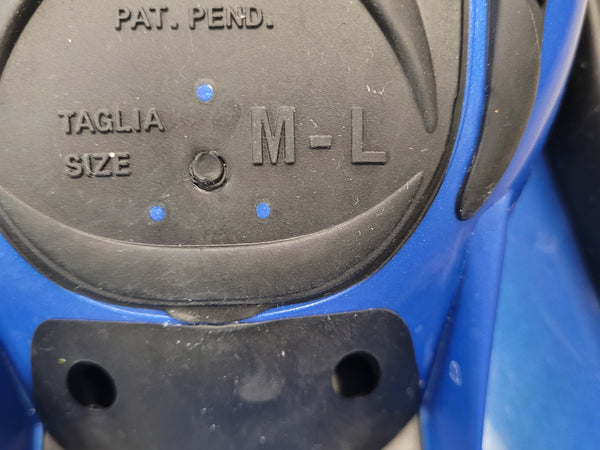 PAT. PEND.
TAGLIA
SIZE
M-L